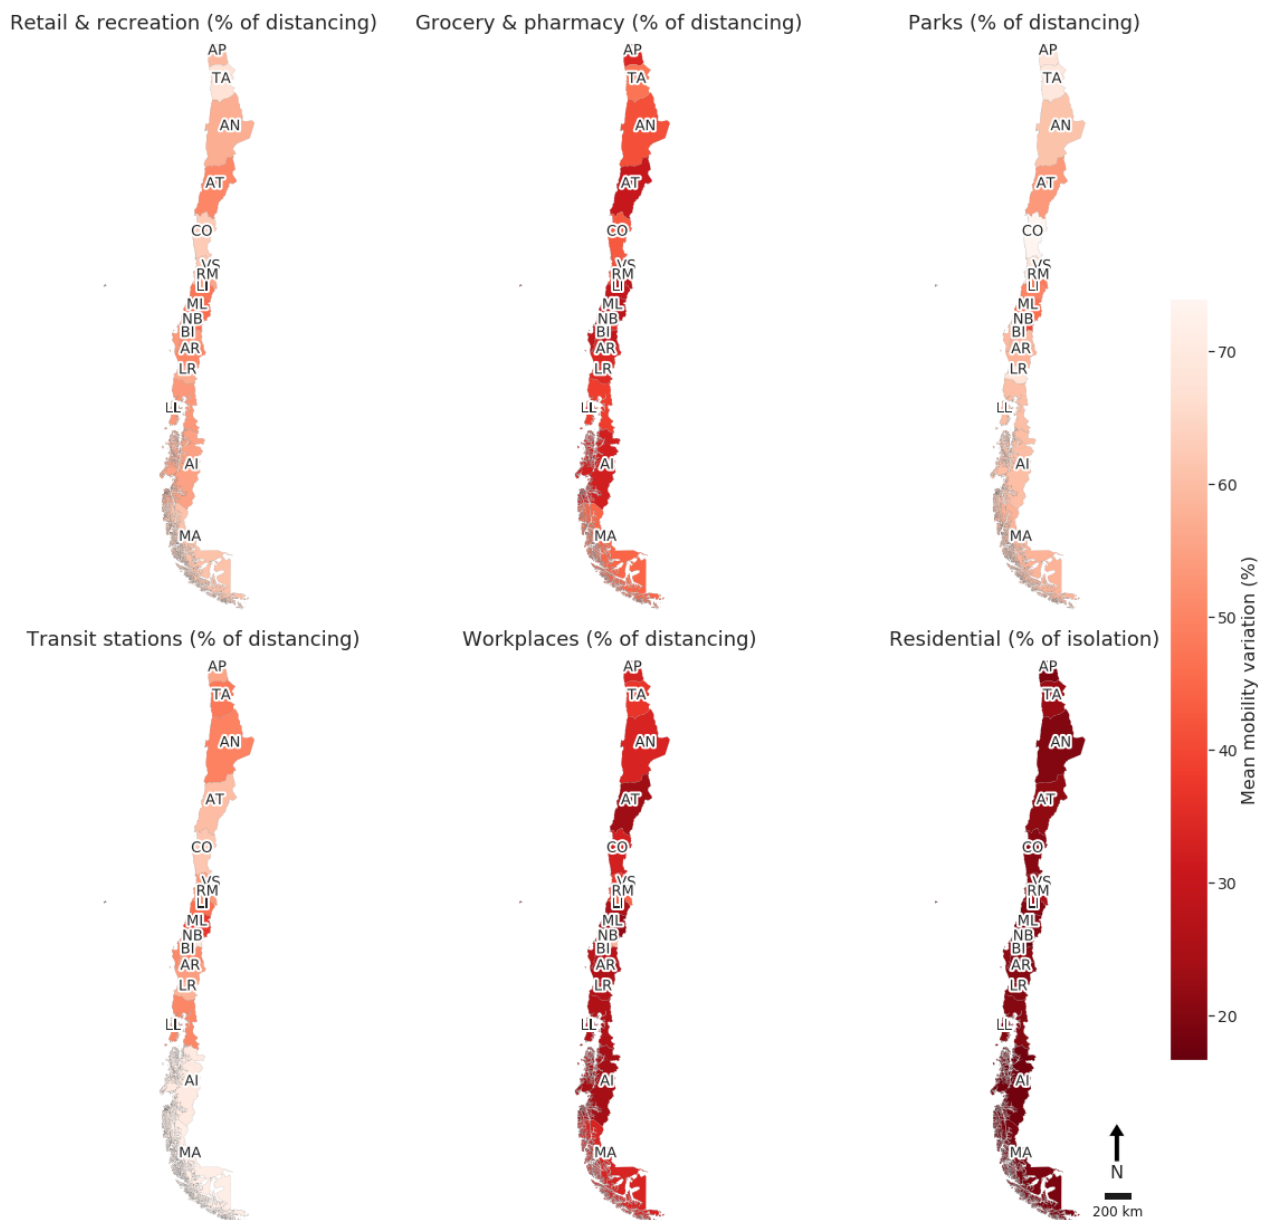 Retail & recreation (% of distancing)
Grocery & pharmacy (% of distancing)
Parks (% of distancing)
AP
TA
AN
AT
CO
VS
RM
LI
ML
NB
BI
AR
LR
LL
AI
MA
AP
TA
AN
AT
CO
VS
RM
LI
ML
NB
BI
AR
LR
LL
AI
MA
AP
TA
AN
AT
CO
VS
RM
LI
ML
NB
BI
AR
LR
LL
AI
MA
Transit stations (% of distancing)
Workplaces (% of distancing)
Residential (% of isolation)
AP
TA
AN
AT
CO
VS
RM
LI
ML
NB
BI
AR
LR
LL
AI
MA
AP
TA
AN
AT
CO
VS
RM
LI
ML
NB
BI
AR
LR
LL
AI
MA
AP
TA
AN
AT
CO
VS
RM
LI
ML
NB
BI
AR
LR
LL
AI
MA
N
200 km
70
60
50
40
30
20
Mean mobility variation (%)